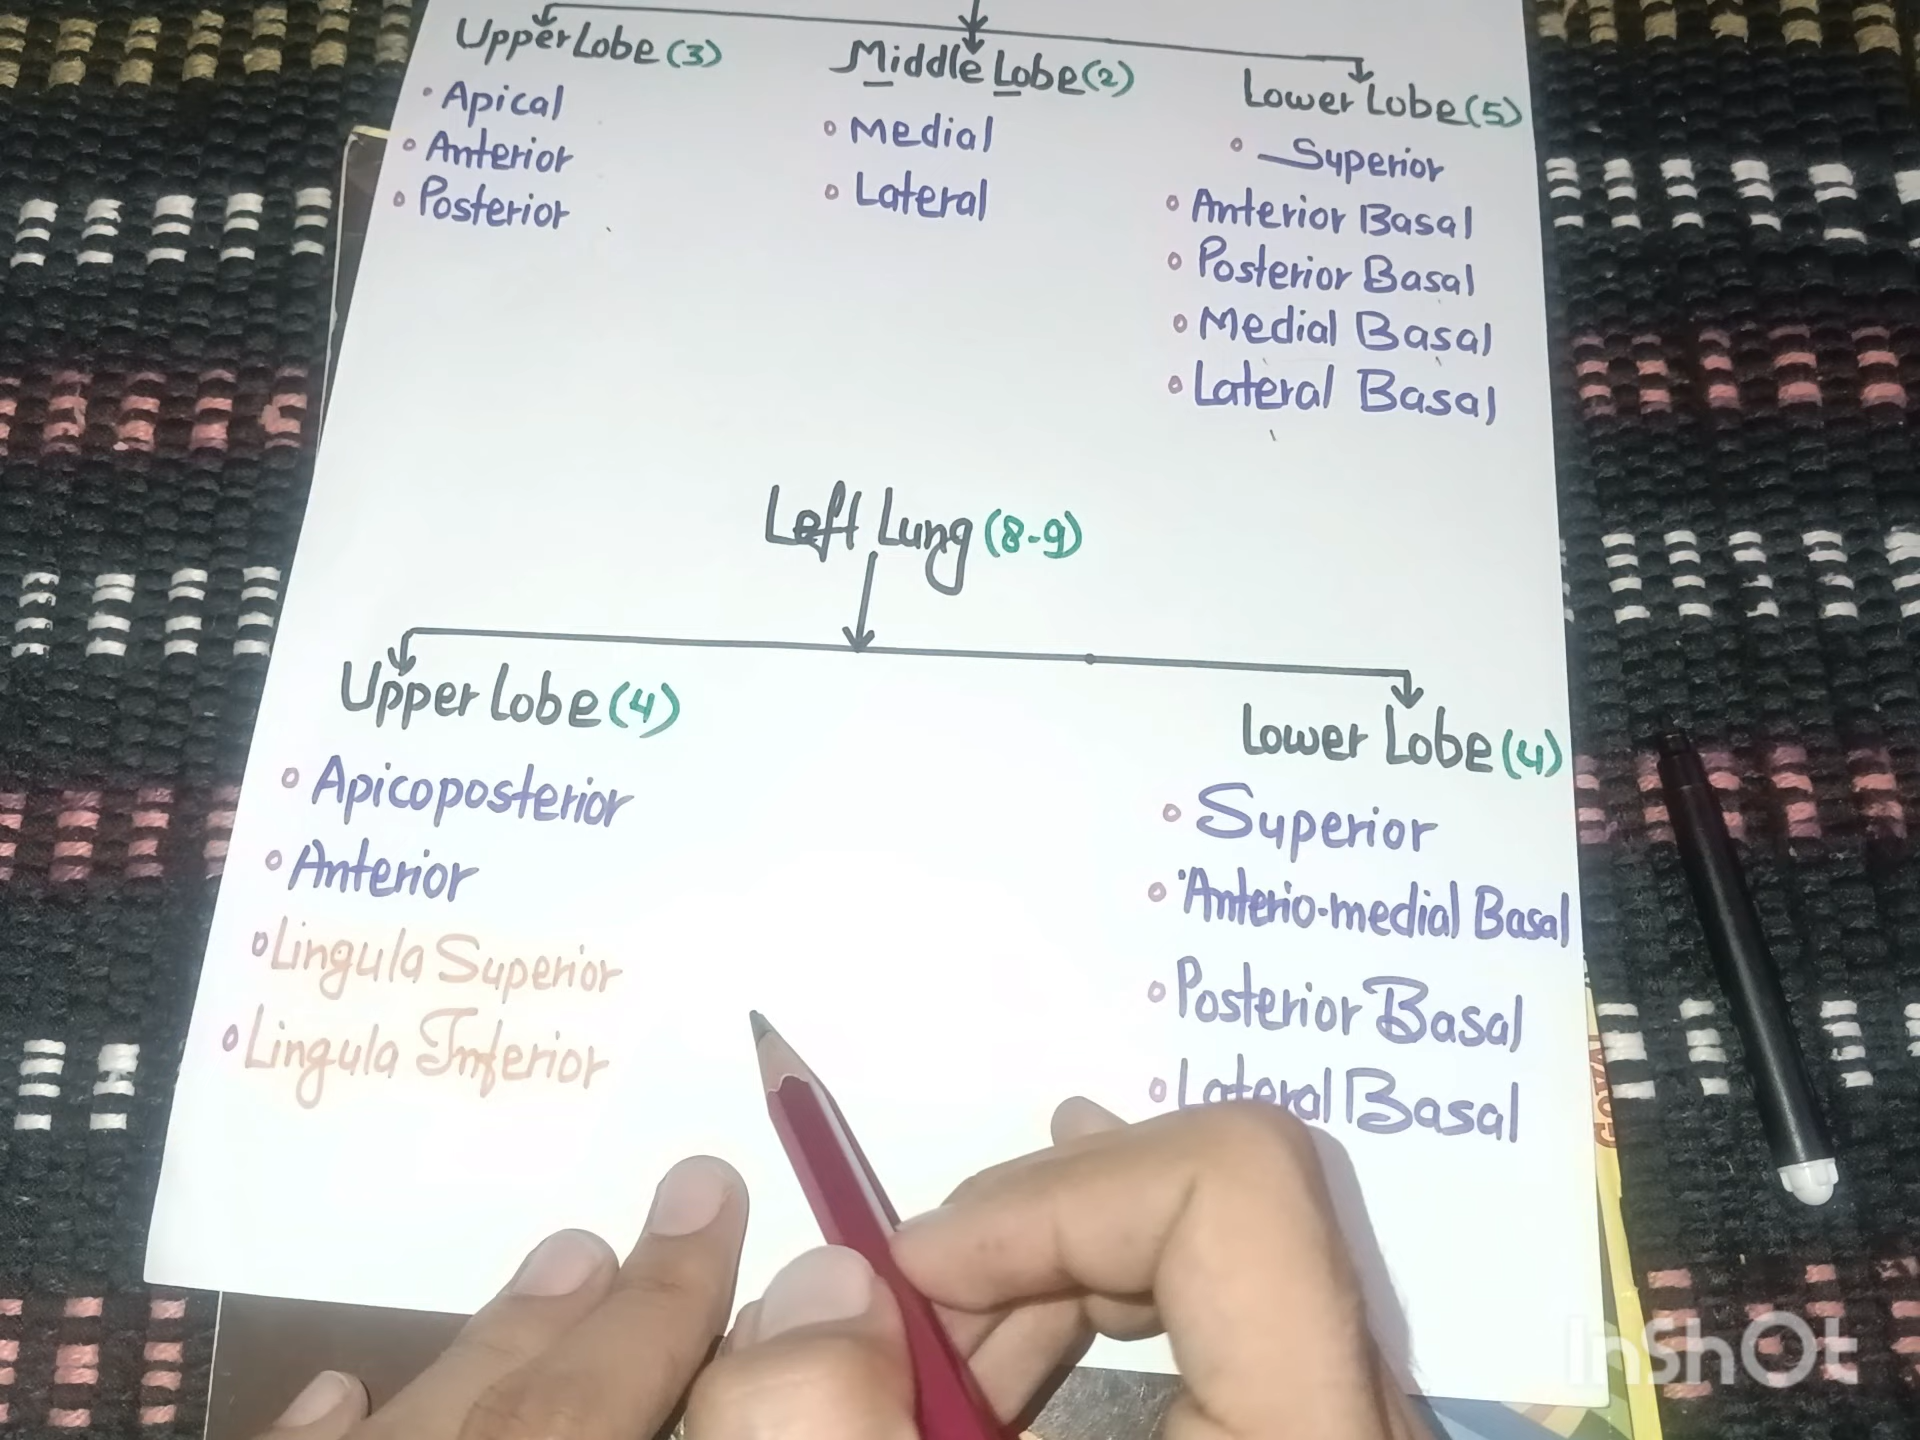 Upper Lobe (3)
• Apical
• Anterior
• Posterior
Middle Lobe (2)
• Medial
• Lateral
Lower Lobe (5)
• Superior
• Anterior Basal
• Posterior Basal
• Medial Basal
• Lateral Basal
Left Lung (8-9)
Upper Lobe (4)
• Apicoposterior
• Anterior
• Lingula Superior
• Lingula Inferior
Lower Lobe (4)
• Superior
• Anterio-medial Basal
• Posterior Basal
• Lateral Basal
InShOt